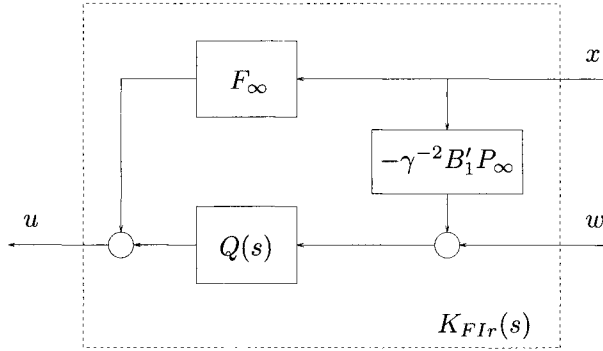 F∞
x
−γ⁻²B′₁P∞
u
Q(s)
w
K_{FIr}(s)